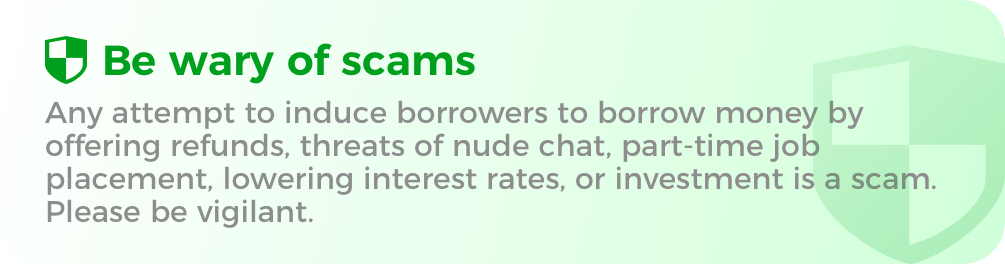 Be wary of scams
Any attempt to induce borrowers to borrow money by
offering refunds, threats of nude chat, part-time job
placement, lowering interest rates, or investment is a scam.
Please be vigilant.